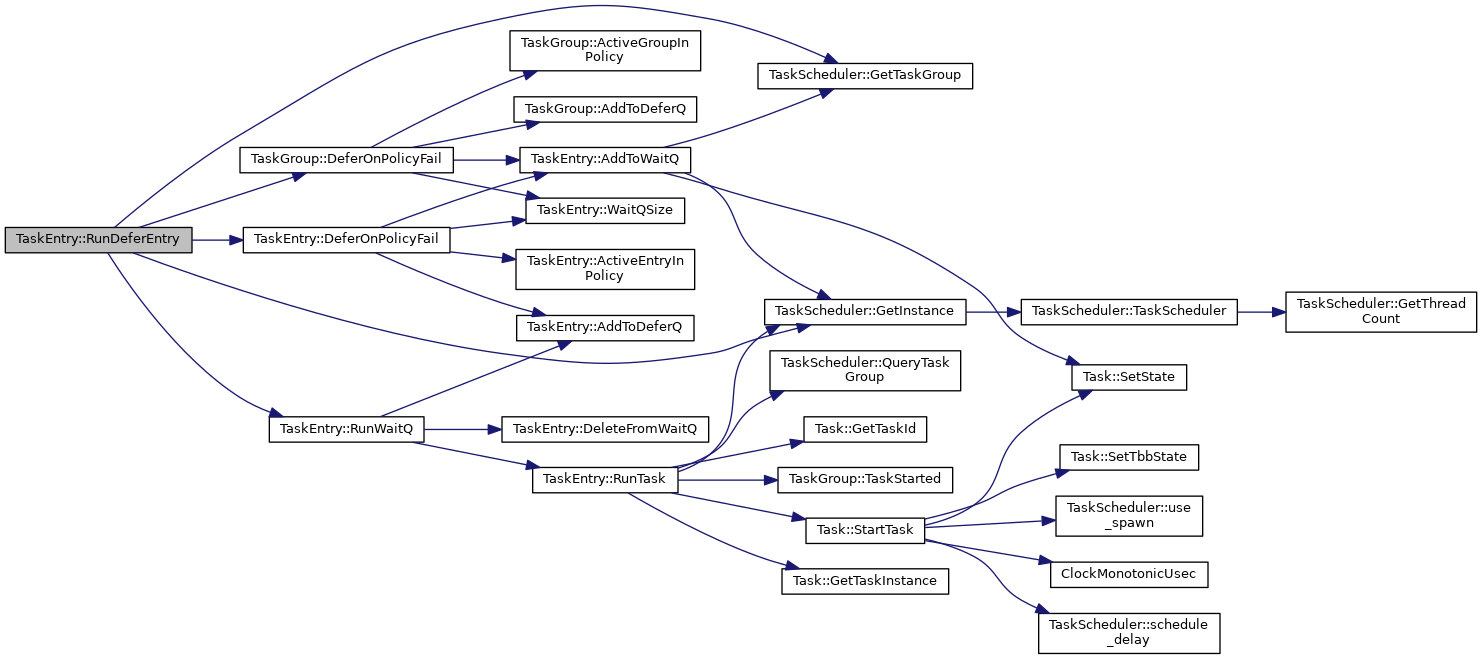 TaskEntry::RunDeferEntry
TaskGroup::DeferOnPolicyFail
TaskEntry::DeferOnPolicyFail
TaskEntry::RunWaitQ
TaskGroup::ActiveGroupIn
Policy
TaskGroup::AddToDeferQ
TaskEntry::AddToWaitQ
TaskEntry::WaitQSize
TaskEntry::ActiveEntryIn
Policy
TaskEntry::AddToDeferQ
TaskEntry::DeleteFromWaitQ
TaskEntry::RunTask
TaskScheduler::GetTaskGroup
TaskScheduler::GetInstance
TaskScheduler::QueryTask
Group
Task::GetTaskId
TaskGroup::TaskStarted
Task::StartTask
Task::GetTaskInstance
TaskScheduler::TaskScheduler
Task::SetState
Task::SetTbbState
TaskScheduler::use
_spawn
ClockMonotonicUsec
TaskScheduler::schedule
_delay
TaskScheduler::GetThread
Count